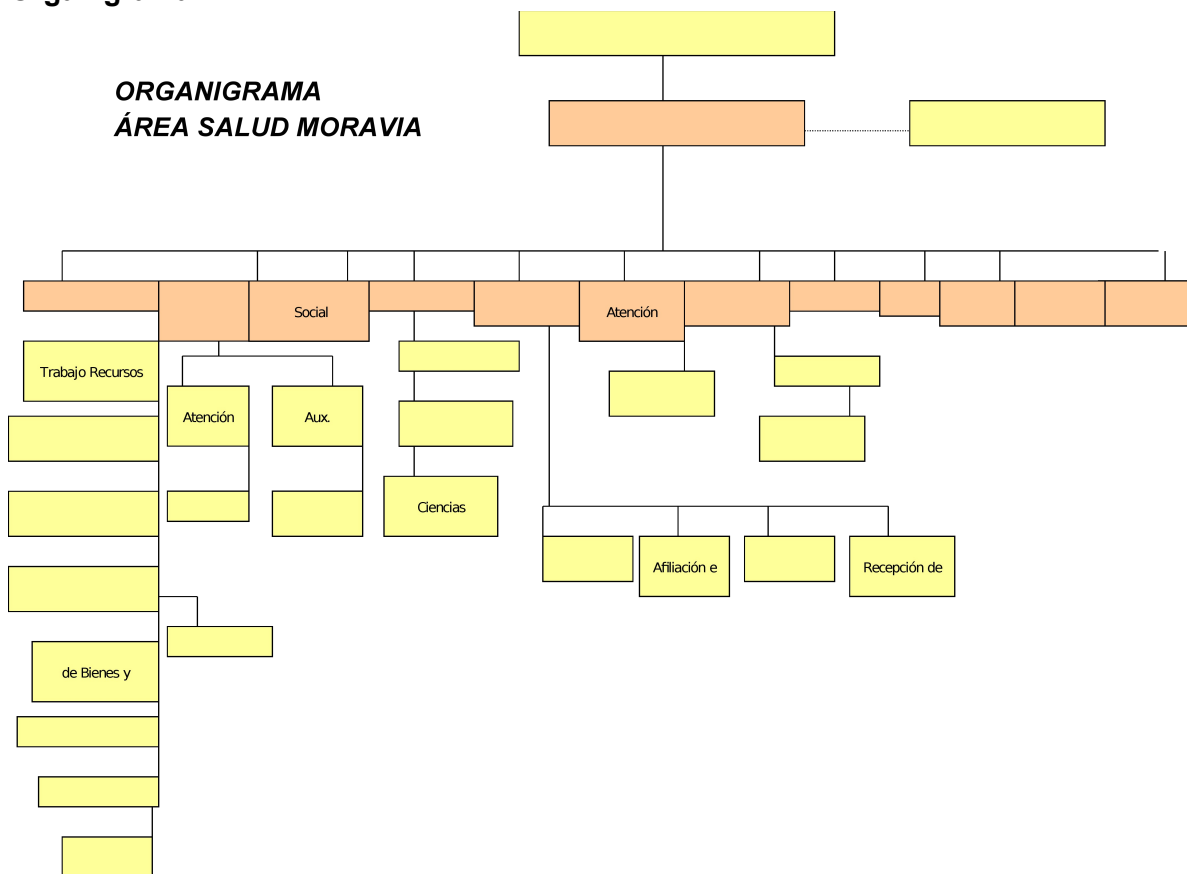 ORGANIGRAMA
ÁREA SALUD MORAVIA
Social
Atención
Trabajo Recursos
Atención
Aux.
Ciencias
Afiliación e
Recepción de
de Bienes y